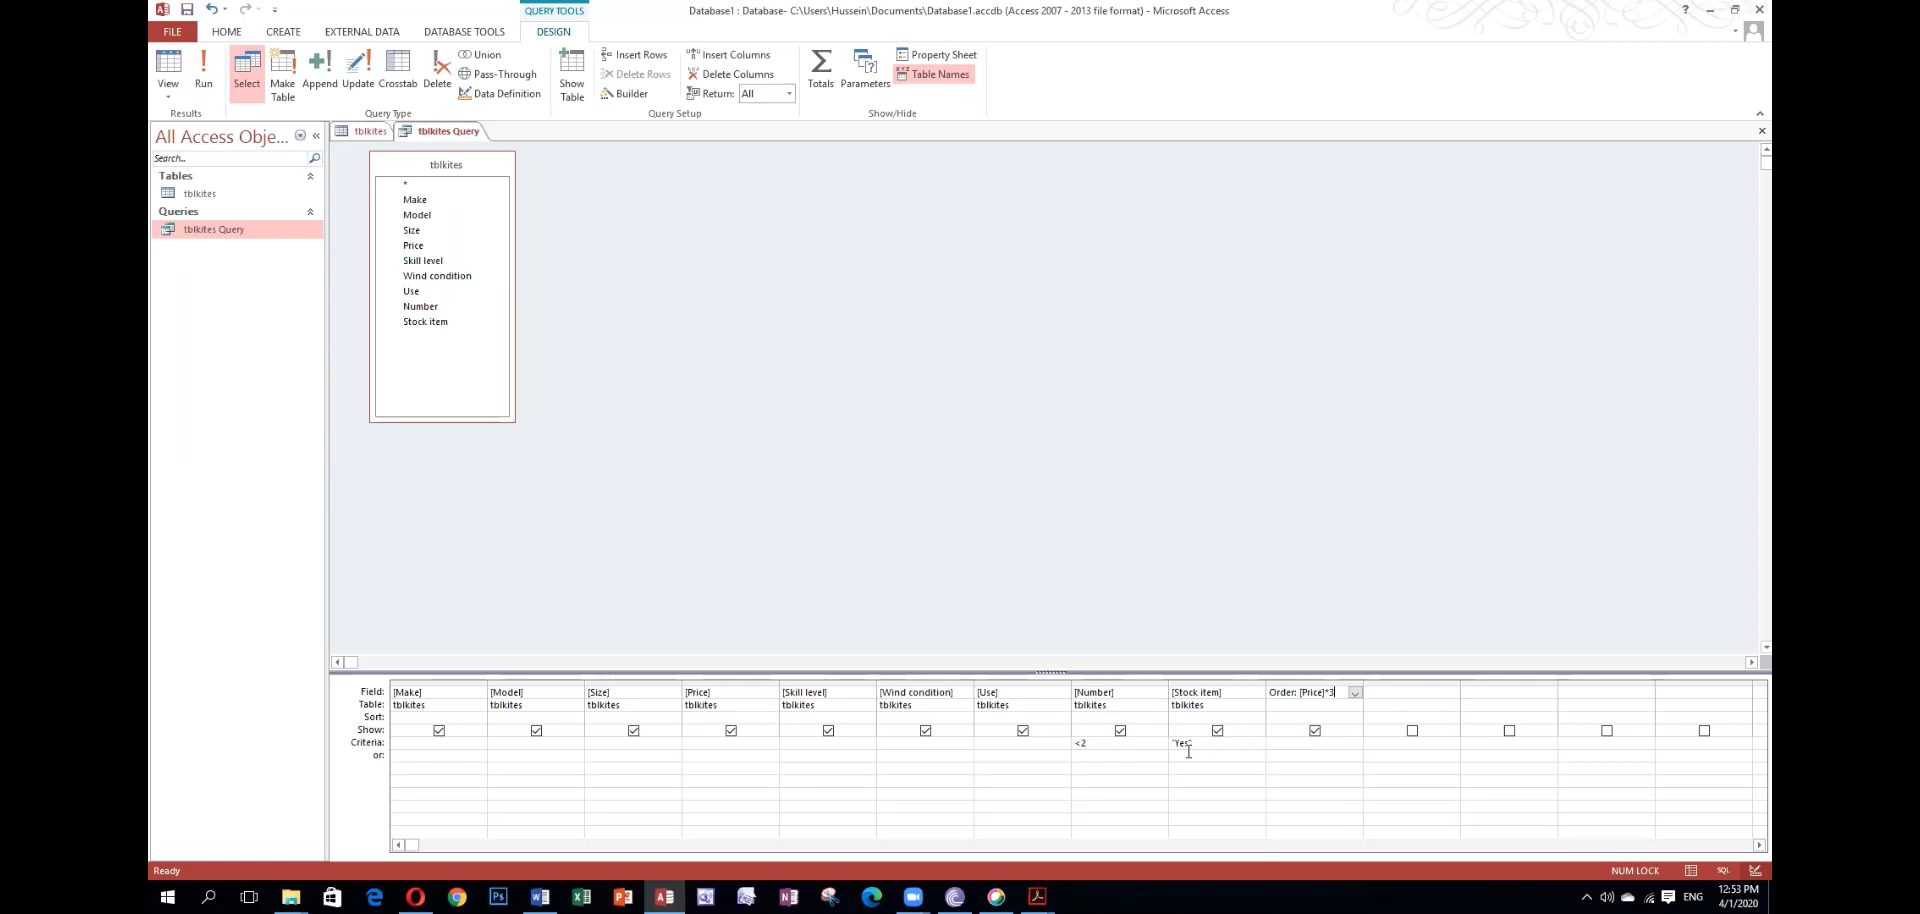 QUERY TOOLS
Database1 : Database- C:\Users\Hussein\Documents\Database1.accdb (Access 2007 - 2013 file format) - Microsoft Access
FILE HOME CREATE EXTERNAL DATA DATABASE TOOLS DESIGN
View
Run
Results
Select
Make
Table
Append
Update
Crosstab
Delete
Union
Pass-Through
Data Definition
Query Type
Show
Table
Insert Rows
Delete Rows
Builder
Insert Columns
Delete Columns
Return: All
Query Setup
Totals
Parameters
Property Sheet
Table Names
Show/Hide
All Access Obje...
Search...
Tables
tblkites
Queries
tblkites Query
tblkites
tblkites Query
tblkites
*
Make
Model
Size
Price
Skill level
Wind condition
Use
Number
Stock item
Field: [Make] [Model] [Size] [Price] [Skill level] [Wind condition] [Use] [Number] [Stock item] Order: [Price]*3
Table: tblkites tblkites tblkites tblkites tblkites tblkites tblkites tblkites tblkites
Sort:
Show:
Criteria: <2 "Yes"
or:
Ready
NUM LOCK
SQL
ENG
12:53 PM
4/1/2020